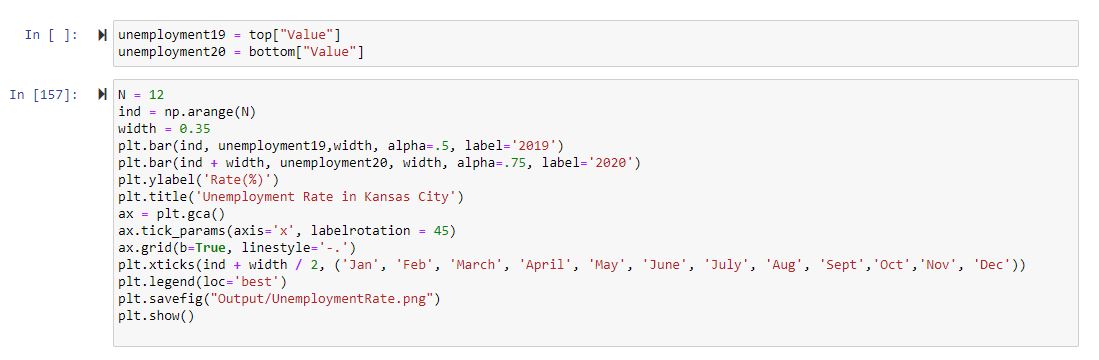 In [ ]:
unemployment19 = top["Value"]
unemployment20 = bottom["Value"]
In [157]:
N = 12
ind = np.arange(N)
width = 0.35
plt.bar(ind, unemployment19,width, alpha=.5, label='2019')
plt.bar(ind + width, unemployment20, width, alpha=.75, label='2020')
plt.ylabel('Rate(%)')
plt.title('Unemployment Rate in Kansas City')
ax = plt.gca()
ax.tick_params(axis='x', labelrotation = 45)
ax.grid(b=True, linestyle='-.')
plt.xticks(ind + width / 2, ('Jan', 'Feb', 'March', 'April', 'May', 'June', 'July', 'Aug', 'Sept','Oct','Nov', 'Dec'))
plt.legend(loc='best')
plt.savefig("Output/UnemploymentRate.png")
plt.show()